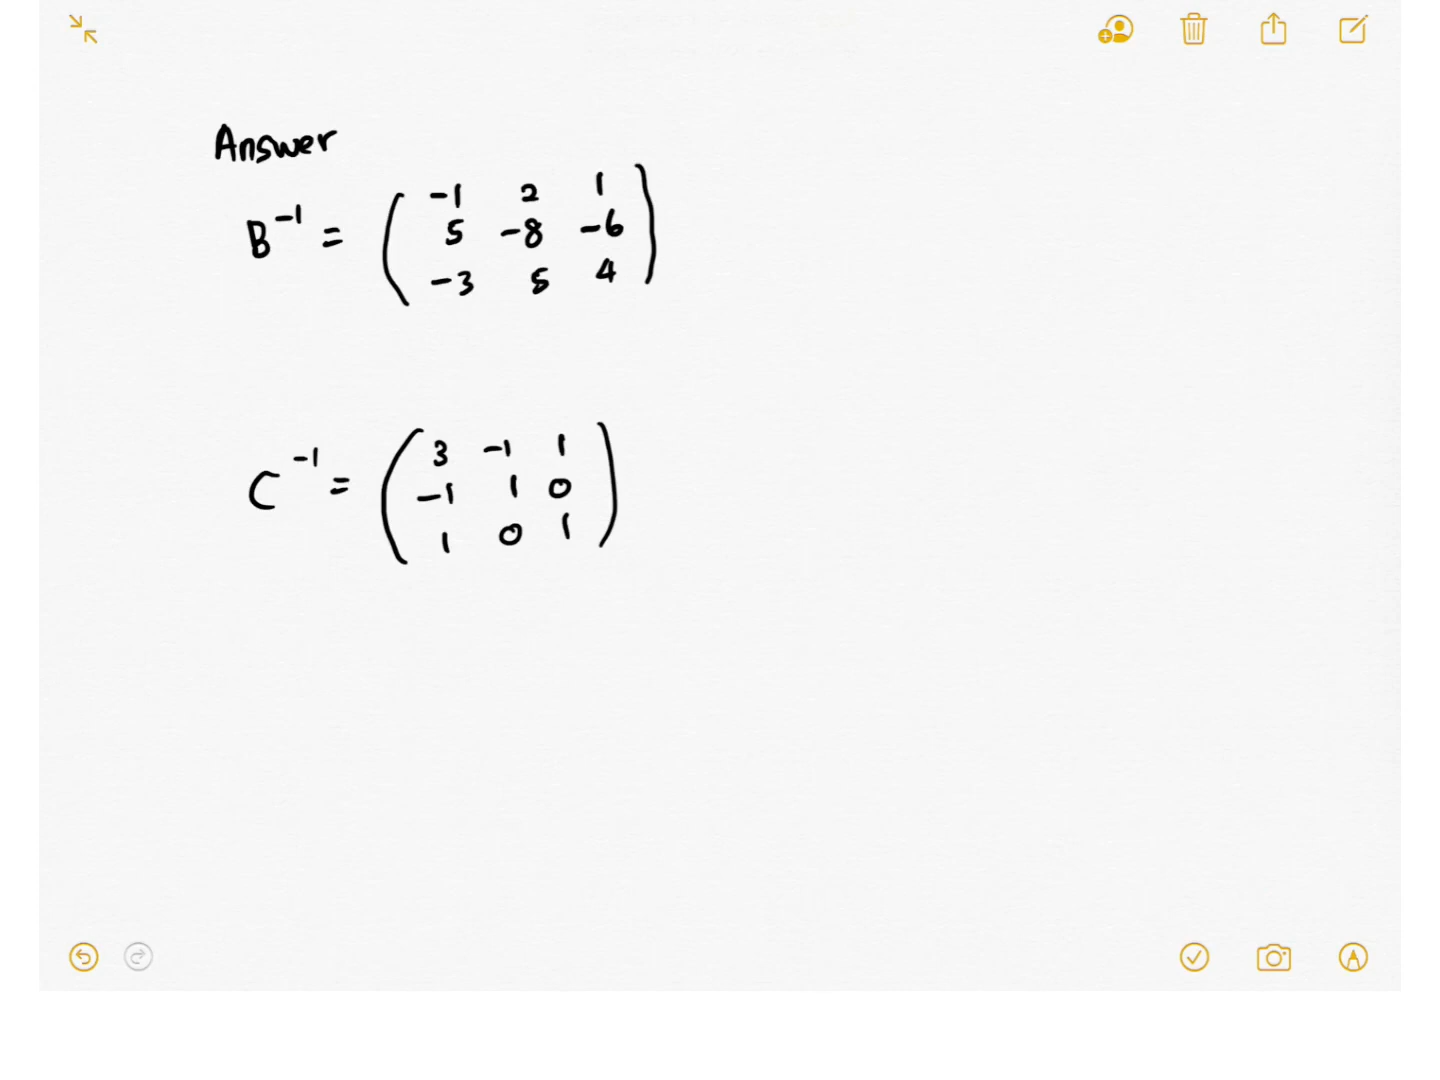 Answer
B⁻¹ = ( -1 2 1
5 -8 -6
-3 5 4 )
C⁻¹ = ( 3 -1 1
-1 1 0
1 0 1 )